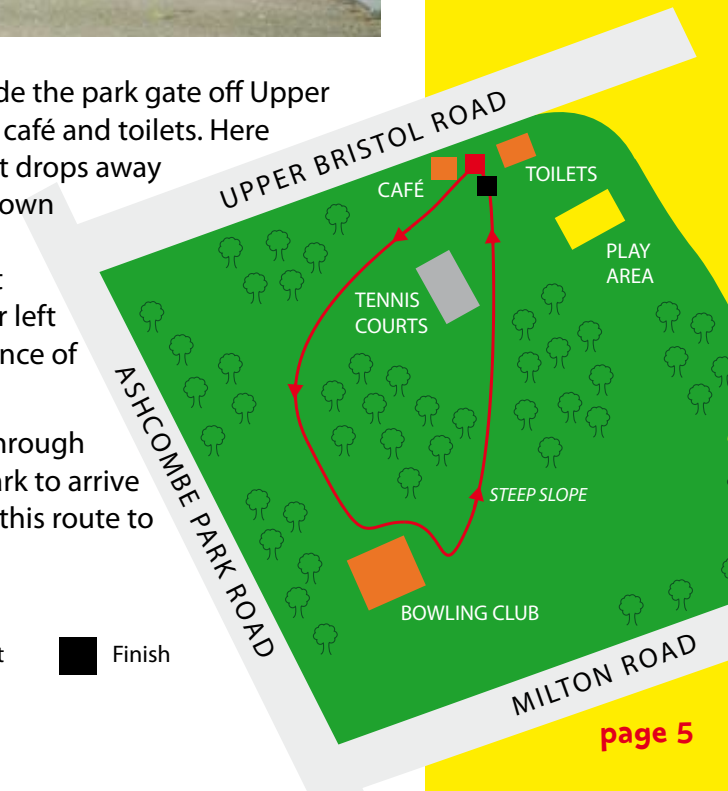 de the park gate off Upper
café and toilets. Here
t drops away
own
left
nce of
hrough
rk to arrive
this route to
Finish
UPPER BRISTOL ROAD
CAFÉ
TOILETS
PLAY
AREA
TENNIS
COURTS
ASHCOMBE PARK ROAD
STEEP SLOPE
BOWLING CLUB
MILTON ROAD
page 5